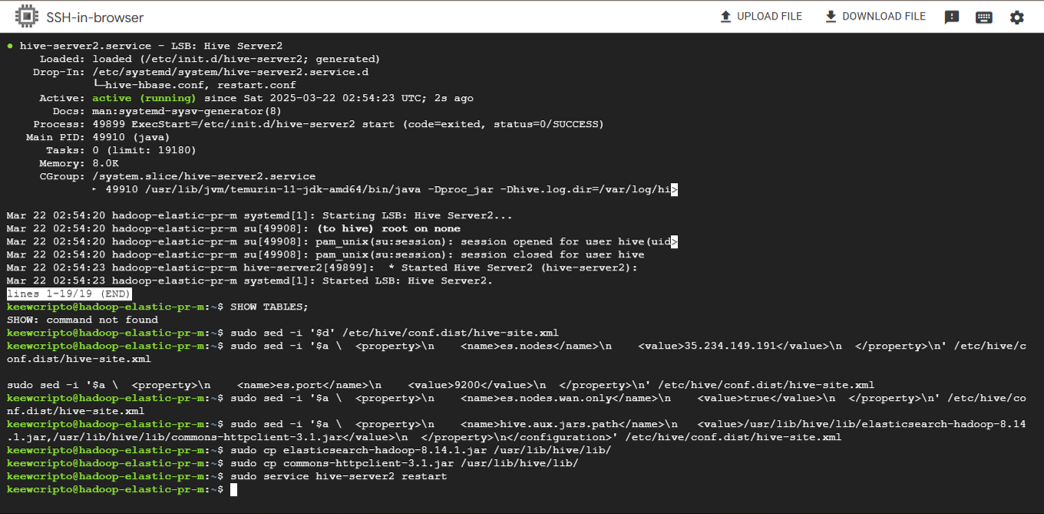 SSH-in-browser
UPLOAD FILE
DOWNLOAD FILE
● hive-server2.service - LSB: Hive Server2
Loaded: loaded (/etc/init.d/hive-server2; generated)
Drop-In: /etc/systemd/system/hive-server2.service.d
└─hive-hbase.conf, restart.conf
Active: active (running) since Sat 2025-03-22 02:54:23 UTC; 2s ago
Docs: man:systemd-sysv-generator(8)
Process: 49899 ExecStart=/etc/init.d/hive-server2 start (code=exited, status=0/SUCCESS)
Main PID: 49910 (java)
Tasks: 0 (limit: 19180)
Memory: 8.0K
CGroup: /system.slice/hive-server2.service
‣ 49910 /usr/lib/jvm/temurin-11-jdk-amd64/bin/java -Dproc_jar -Dhive.log.dir=/var/log/hi>
Mar 22 02:54:20 hadoop-elastic-pr-m systemd[1]: Starting LSB: Hive Server2...
Mar 22 02:54:20 hadoop-elastic-pr-m su[49908]: (to hive) root on none
Mar 22 02:54:20 hadoop-elastic-pr-m su[49908]: pam_unix(su:session): session opened for user hive(uid>
Mar 22 02:54:20 hadoop-elastic-pr-m su[49908]: pam_unix(su:session): session closed for user hive
Mar 22 02:54:23 hadoop-elastic-pr-m hive-server2[49899]:  * Started Hive Server2 (hive-server2):
Mar 22 02:54:23 hadoop-elastic-pr-m systemd[1]: Started LSB: Hive Server2.
lines 1-19/19 (END)
keewcripto@hadoop-elastic-pr-m:~$ SHOW TABLES;
SHOW: command not found
keewcripto@hadoop-elastic-pr-m:~$ sudo sed -i '$d' /etc/hive/conf.dist/hive-site.xml
keewcripto@hadoop-elastic-pr-m:~$ sudo sed -i '$a \  <property>\n    <name>es.nodes</name>\n    <value>35.234.149.191</value>\n  </property>\n' /etc/hive/c
onf.dist/hive-site.xml
sudo sed -i '$a \  <property>\n    <name>es.port</name>\n    <value>9200</value>\n  </property>\n' /etc/hive/conf.dist/hive-site.xml
keewcripto@hadoop-elastic-pr-m:~$ sudo sed -i '$a \  <property>\n    <name>es.nodes.wan.only</name>\n    <value>true</value>\n  </property>\n' /etc/hive/co
nf.dist/hive-site.xml
keewcripto@hadoop-elastic-pr-m:~$ sudo sed -i '$a \  <property>\n    <name>hive.aux.jars.path</name>\n    <value>/usr/lib/hive/lib/elasticsearch-hadoop-8.14
.1.jar,/usr/lib/hive/lib/commons-httpclient-3.1.jar</value>\n  </property>\n</configuration>' /etc/hive/conf.dist/hive-site.xml
keewcripto@hadoop-elastic-pr-m:~$ sudo cp elasticsearch-hadoop-8.14.1.jar /usr/lib/hive/lib/
keewcripto@hadoop-elastic-pr-m:~$ sudo cp commons-httpclient-3.1.jar /usr/lib/hive/lib/
keewcripto@hadoop-elastic-pr-m:~$ sudo service hive-server2 restart
keewcripto@hadoop-elastic-pr-m:~$